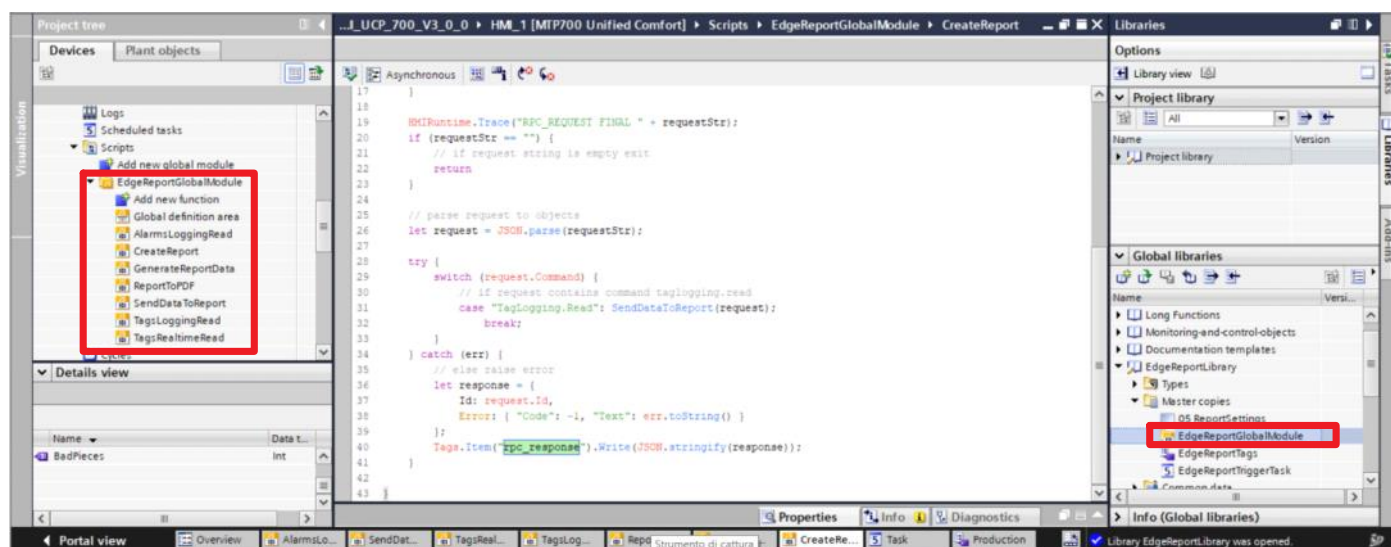 Project tree
Devices
Plant objects
Logs
Scheduled tasks
Scripts
Add new global module
EdgeReportGlobalModule
Add new function
Global definition area
AlarmsLoggingRead
CreateReport
GenerateReportData
ReportToPDF
SendDataToReport
TagsLoggingRead
TagsRealtimeRead
Cycles
Details view
Name
Data t...
BadPieces
Int
Visualization
...I_UCP_700_V3_0_0 HMI_1 [MTP700 Unified Comfort] Scripts EdgeReportGlobalModule CreateReport
Asynchronous
17 }
18
19 HMIRuntime.Trace("RPC_REQUEST FINAL " + requestStr);
20 if (requestStr == "") {
21 // if request string is empty exit
22 return
23 }
24
25 // parse request to objects
26 let request = JSON.parse(requestStr);
27
28 try {
29 switch (request.Command) {
30 // if request contains command taglogging.read
31 case "TagLogging.Read": SendDataToReport(request);
32 break;
33 }
34 } catch (err) {
35 // else raise error
36 let response = {
37 Id: request.Id,
38 Error: { "Code": -1, "Text": err.toString() }
39 };
40 Tags.Item("rpc_response").Write(JSON.stringify(response));
41 }
42
43 }
Properties
Info
Diagnostics
Libraries
Options
Library view
Project library
All
Name
Version
Project library
Global libraries
Name
Versi...
Long Functions
Monitoring-and-control-objects
Documentation templates
EdgeReportLibrary
Types
Master copies
05 ReportSettings
EdgeReportGlobalModule
EdgeReportTags
EdgeReportTriggerTask
Common data
Info (Global libraries)
Tasks
Libraries
Add-ins
Portal view
Overview
AlarmsLo...
SendDat...
TagsReal...
TagsLog...
Repo
Strumento di cattura
CreateRe...
Task
Production
Library EdgeReportLibrary was opened.